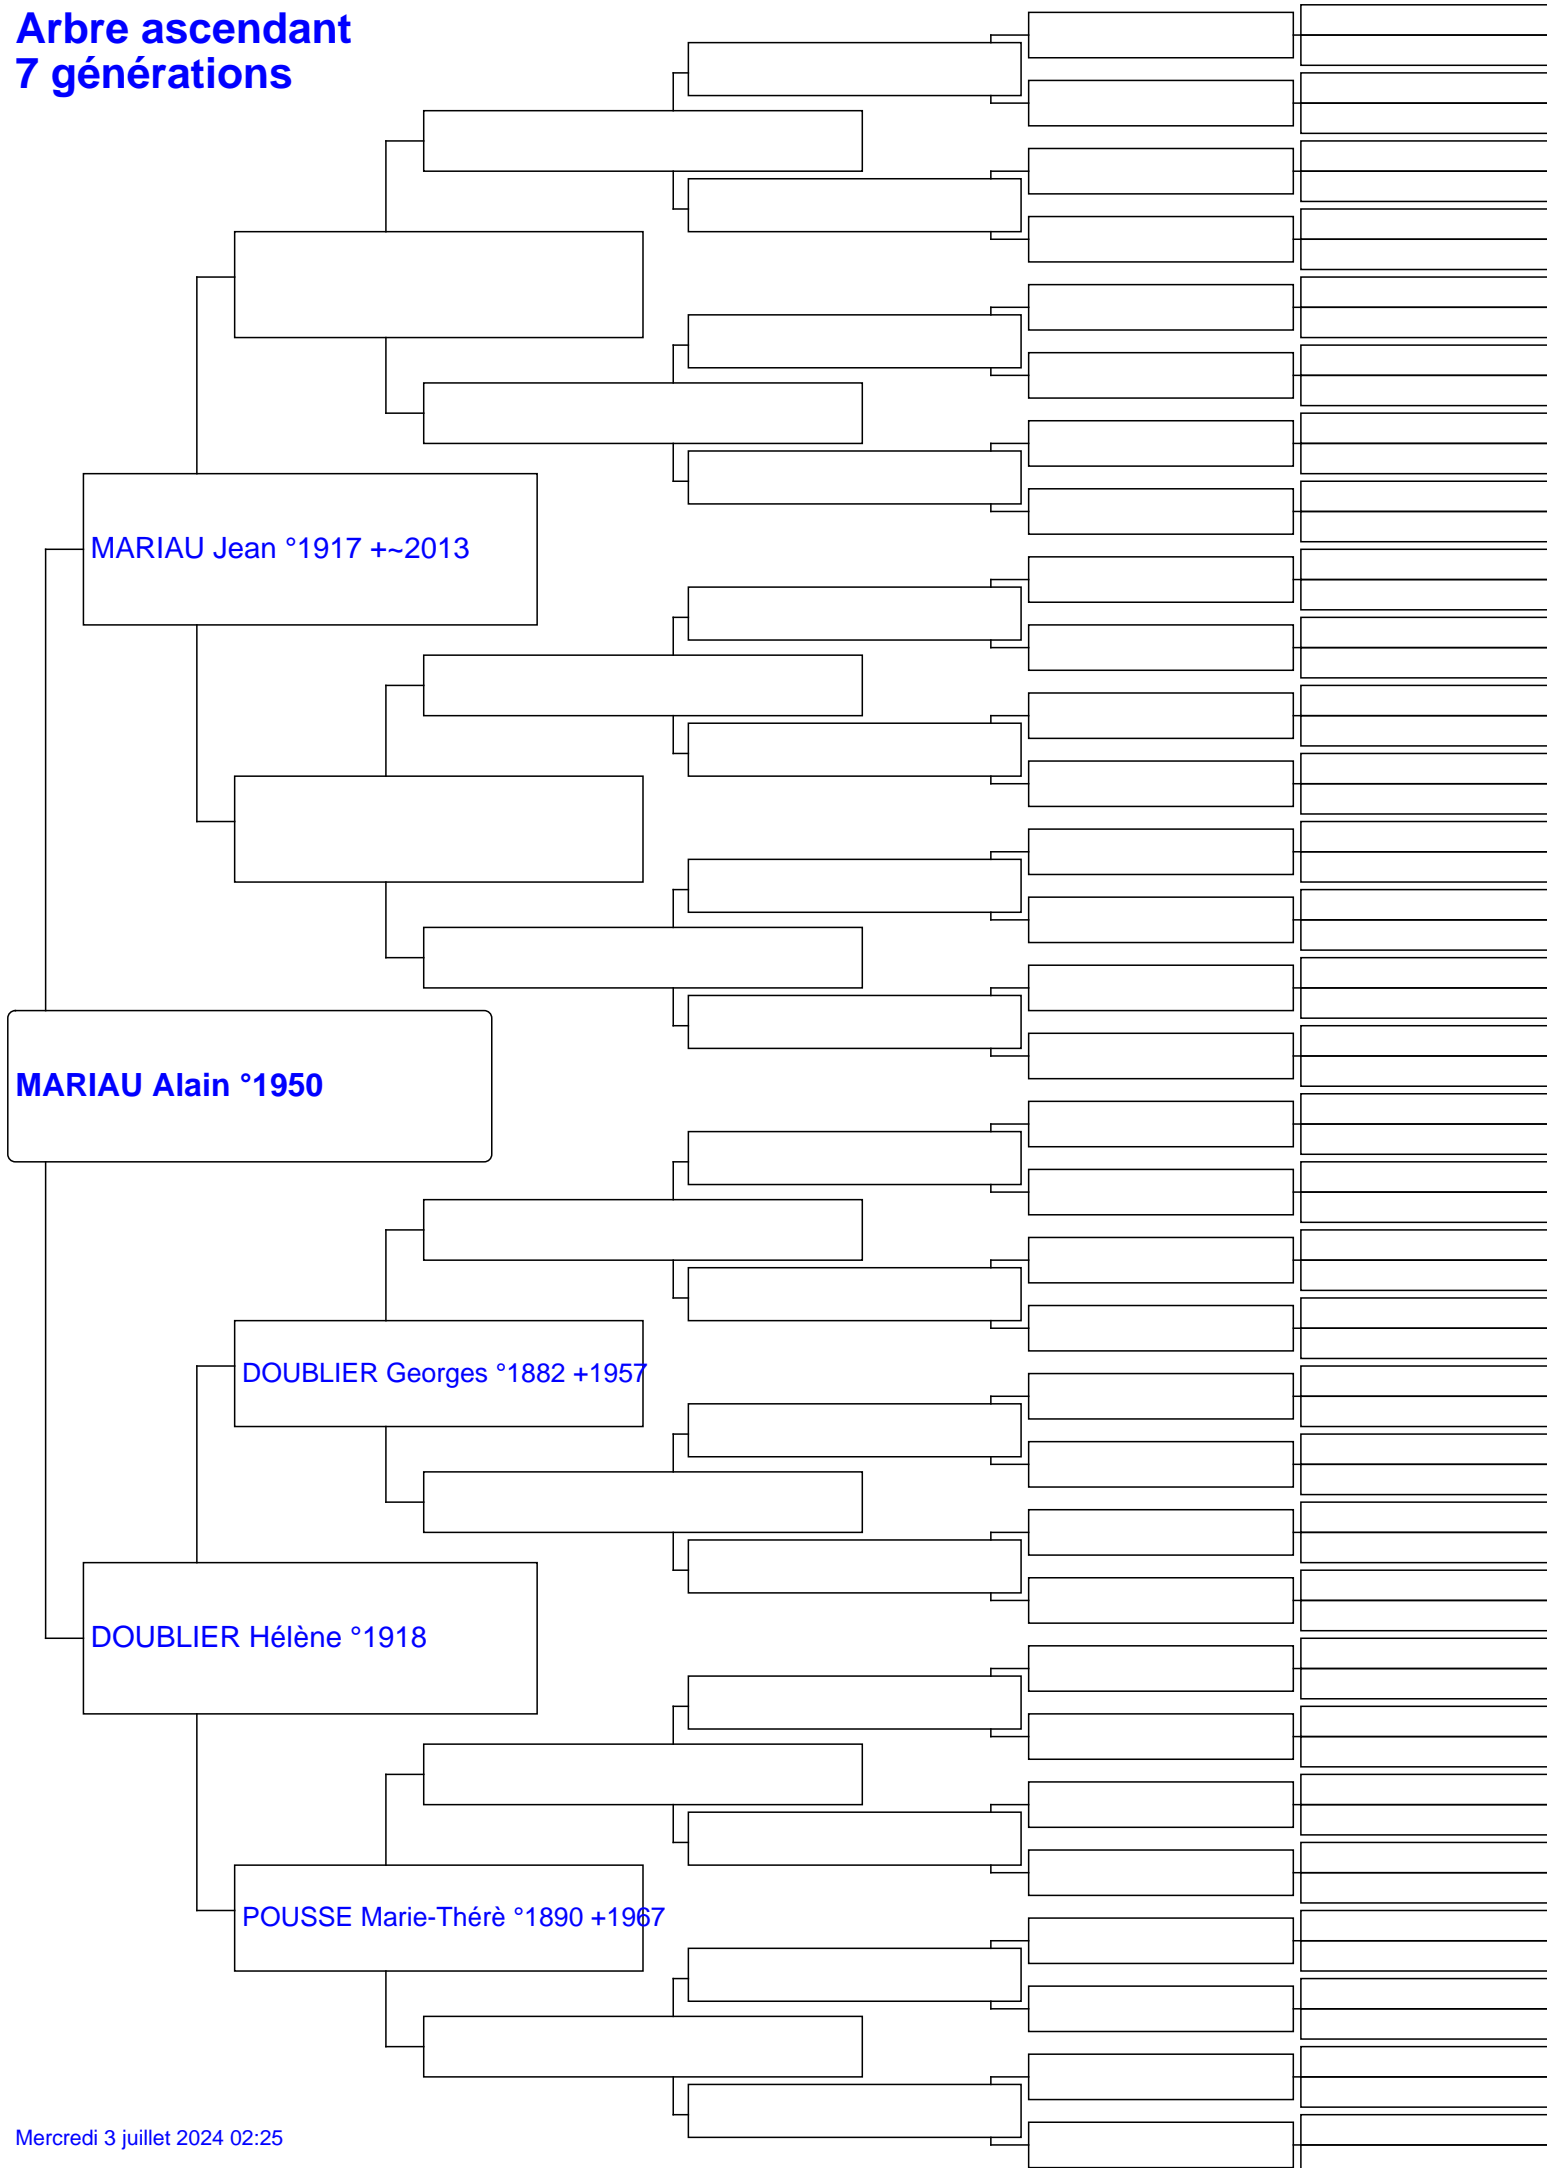 Arbre ascendant
7 générations
MARIAU Jean °1917 +~2013
MARIAU Alain °1950
DOUBLIER Georges °1882 +1957
DOUBLIER Hélène °1918
POUSSE Marie-Thérè °1890 +1967
Mercredi 3 juillet 2024 02:25